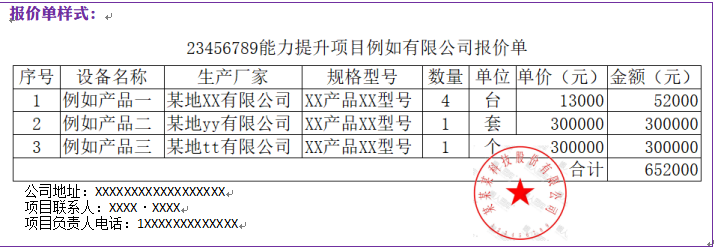 报价单样式：
23456789能力提升项目例如有限公司报价单
序号 设备名称 生产厂家 规格型号 数量 单位 单价（元） 金额（元）
1 例如产品一 某地XX有限公司 XX产品XX型号 4 台 13000 52000
2 例如产品二 某地yy有限公司 XX产品XX型号 1 套 300000 300000
3 例如产品三 某地tt有限公司 XX产品XX型号 1 个 300000 300000
合计 652000
某某某科技股份有限公司
公司地址：XXXXXXXXXXXXXXXXXX
项目联系人：XXXX·XXXX
项目负责人电话：1XXXXXXXXXXXXX